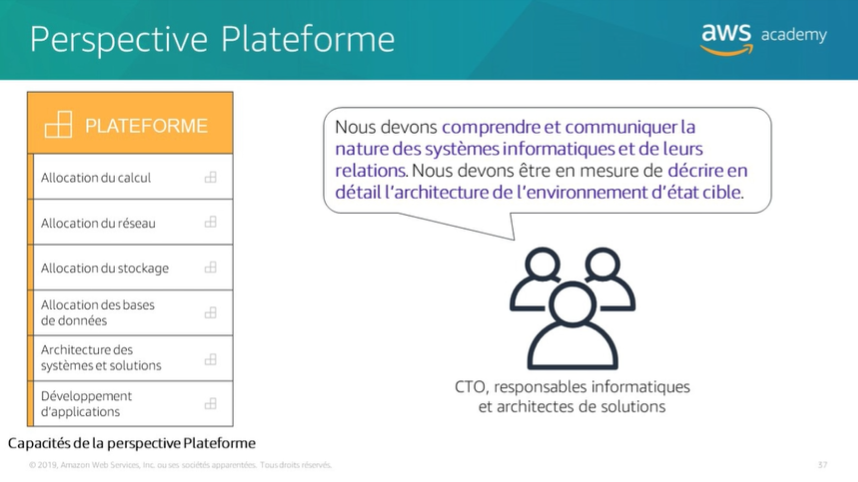 Perspective Plateforme
aws academy
PLATEFORME
Allocation du calcul
Allocation du réseau
Allocation du stockage
Allocation des bases
de données
Architecture des
systèmes et solutions
Développement
d'applications
Capacités de la perspective Plateforme
Nous devons comprendre et communiquer la
nature des systèmes informatiques et de leurs
relations. Nous devons être en mesure de décrire en
détail l'architecture de l'environnement d'état cible.
CTO, responsables informatiques
et architectes de solutions
© 2019, Amazon Web Services, Inc. ou ses sociétés apparentées. Tous droits réservés.
37